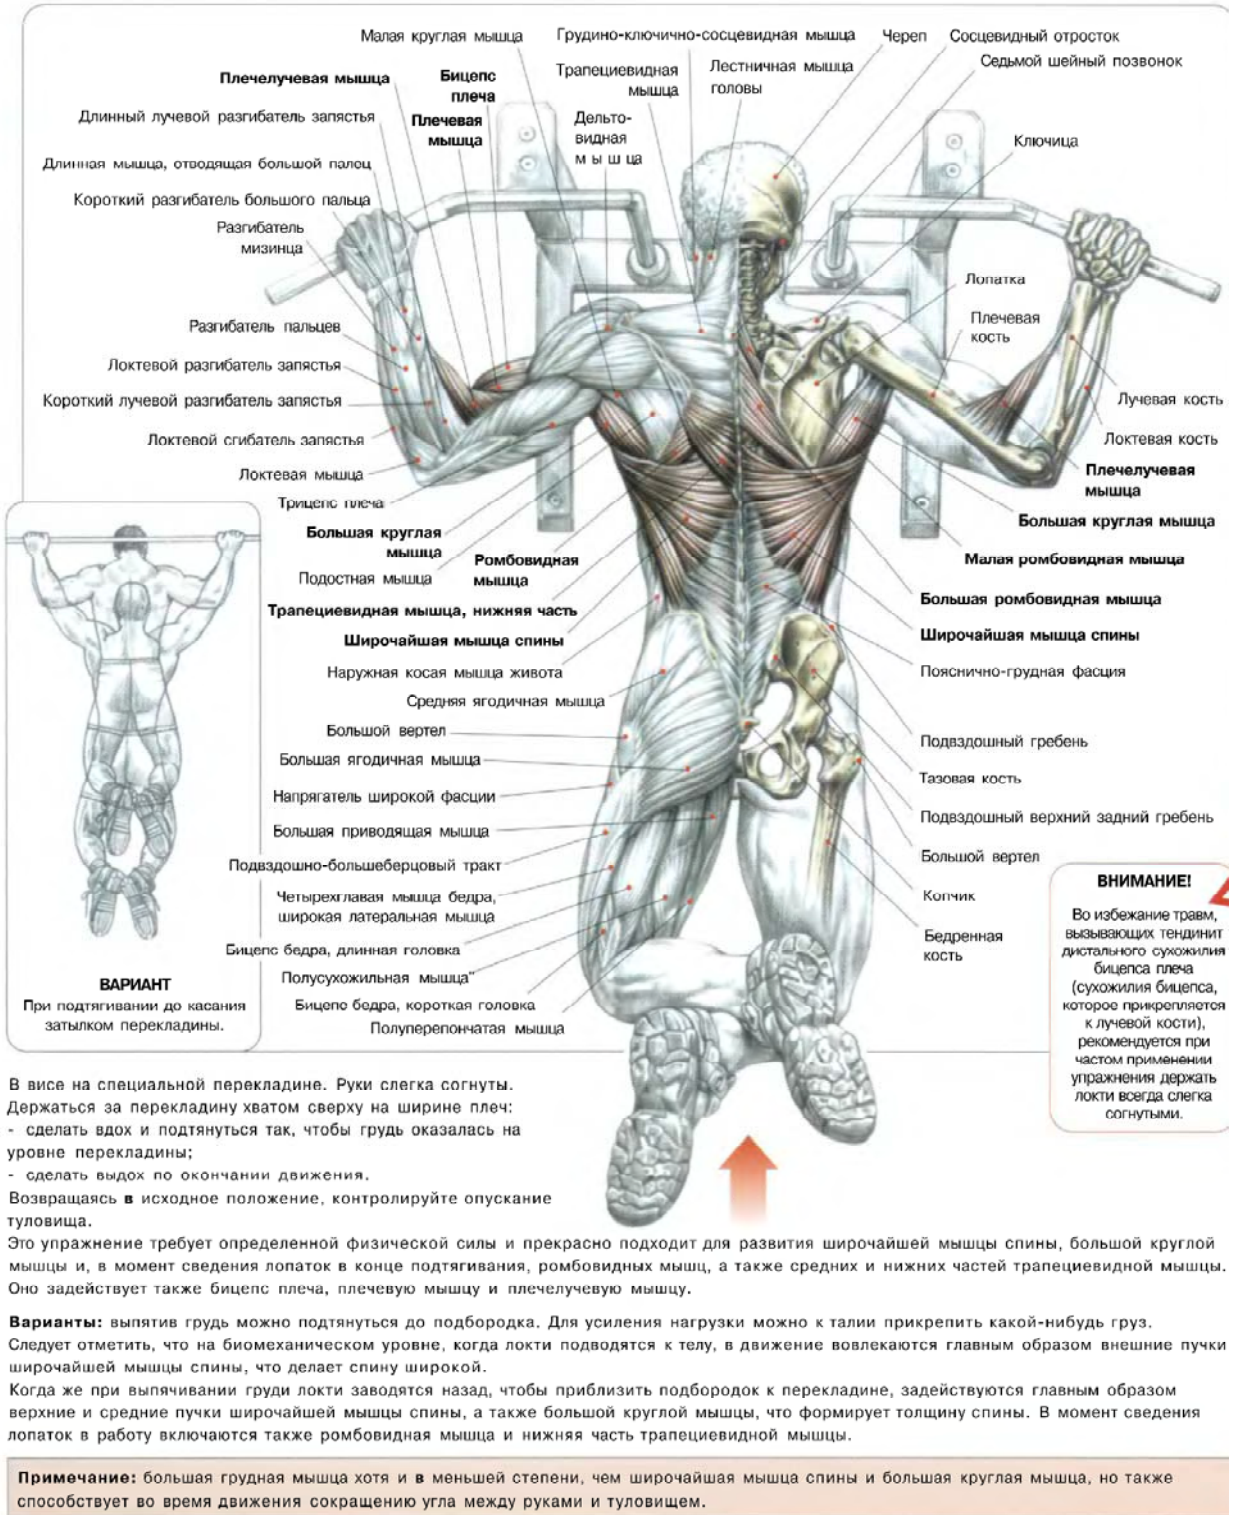 Малая круглая мышца
Грудино-ключично-сосцевидная мышца
Череп
Сосцевидный отросток
Плечелучевая мышца
Бицепс
плеча
Трапециевидная
мышца
Лестничная мышца
головы
Седьмой шейный позвонок
Длинный лучевой разгибатель запястья
Плечевая
мышца
Дельто-
видная
мышца
Ключица
Длинная мышца, отводящая большой палец
Короткий разгибатель большого пальца
Разгибатель
мизинца
Лопатка
Плечевая
кость
Разгибатель пальцев
Локтевой разгибатель запястья
Короткий лучевой разгибатель запястья
Лучевая кость
Локтевой сгибатель запястья
Локтевая кость
Локтевая мышца
Плечелучевая
мышца
Трицепс плеча
Большая круглая
мышца
Большая круглая мышца
Ромбовидная
мышца
Малая ромбовидная мышца
Подостная мышца
Трапециевидная мышца, нижняя часть
Большая ромбовидная мышца
Широчайшая мышца спины
Широчайшая мышца спины
Наружная косая мышца живота
Пояснично-грудная фасция
Средняя ягодичная мышца
Большой вертел
Подвздошный гребень
Большая ягодичная мышца
Тазовая кость
Напрягатель широкой фасции
Подвздошный верхний задний гребень
Большая приводящая мышца
Большой вертел
Подвздошно-большеберцовый тракт
Четырехглавая мышца бедра,
широкая латеральная мышца
Копчик
Бедренная
кость
Бицепс бедра, длинная головка
Полусухожильная мышца"
Бицепс бедра, короткая головка
Полуперепончатая мышца
ВАРИАНТ
При подтягивании до касания
затылком перекладины.
ВНИМАНИЕ!
Во избежание травм,
вызывающих тендинит
дистального сухожилия
бицепса плеча
(сухожилия бицепса,
которое прикрепляется
к лучевой кости),
рекомендуется при
частом применении
упражнения держать
локти всегда слегка
согнутыми.
В висе на специальной перекладине. Руки слегка согнуты.
Держаться за перекладину хватом сверху на ширине плеч:
- сделать вдох и подтянуться так, чтобы грудь оказалась на
уровне перекладины;
- сделать выдох по окончании движения.
Возвращаясь в исходное положение, контролируйте опускание
туловища.
Это упражнение требует определенной физической силы и прекрасно подходит для развития широчайшей мышцы спины, большой круглой
мышцы и, в момент сведения лопаток в конце подтягивания, ромбовидных мышц, а также средних и нижних частей трапециевидной мышцы.
Оно задействует также бицепс плеча, плечевую мышцу и плечелучевую мышцу.
Варианты: выпятив грудь можно подтянуться до подбородка. Для усиления нагрузки можно к талии прикрепить какой-нибудь груз.
Следует отметить, что на биомеханическом уровне, когда локти подводятся к телу, в движение вовлекаются главным образом внешние пучки
широчайшей мышцы спины, что делает спину широкой.
Когда же при выпячивании груди локти заводятся назад, чтобы приблизить подбородок к перекладине, задействуются главным образом
верхние и средние пучки широчайшей мышцы спины, а также большой круглой мышцы, что формирует толщину спины. В момент сведения
лопаток в работу включаются также ромбовидная мышца и нижняя часть трапециевидной мышцы.
Примечание: большая грудная мышца хотя и в меньшей степени, чем широчайшая мышца спины и большая круглая мышца, но также
способствует во время движения сокращению угла между руками и туловищем.